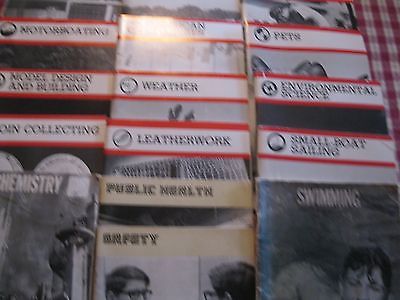 MOTORBOATING
PETS
MODEL DESIGN
AND BUILDING
WEATHER
ENVIRONMENTAL
SCIENCE
COIN COLLECTING
LEATHERWORK
SMALL-BOAT
SAILING
CHEMISTRY
PUBLIC HEALTH
SWIMMING
SAFETY